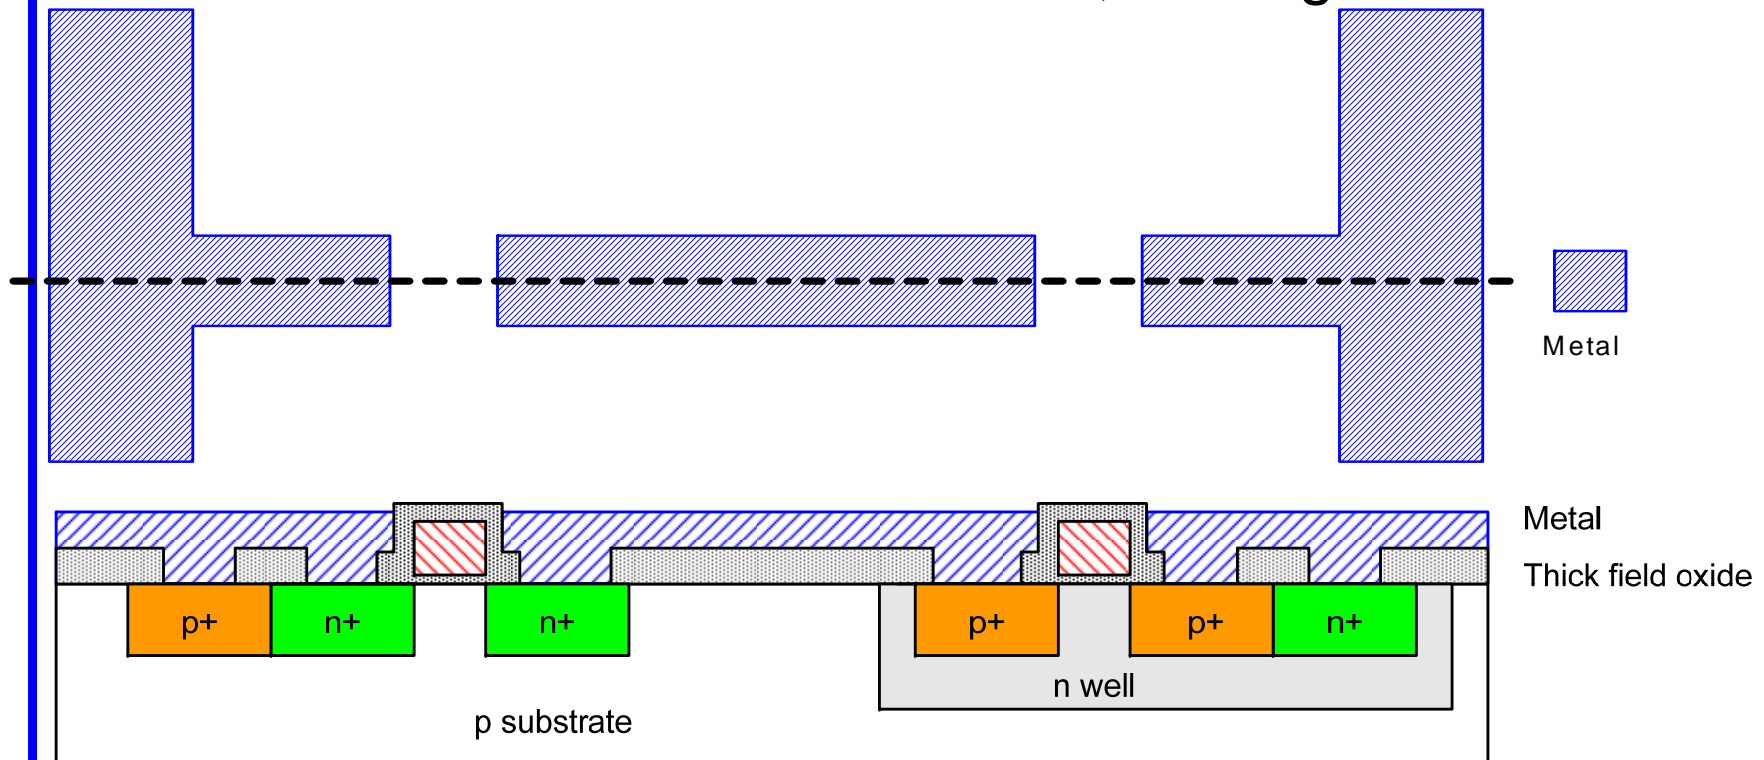 Metal
Metal
Thick field oxide
p+ n+ n+ p+ p+ n+
n well
p substrate